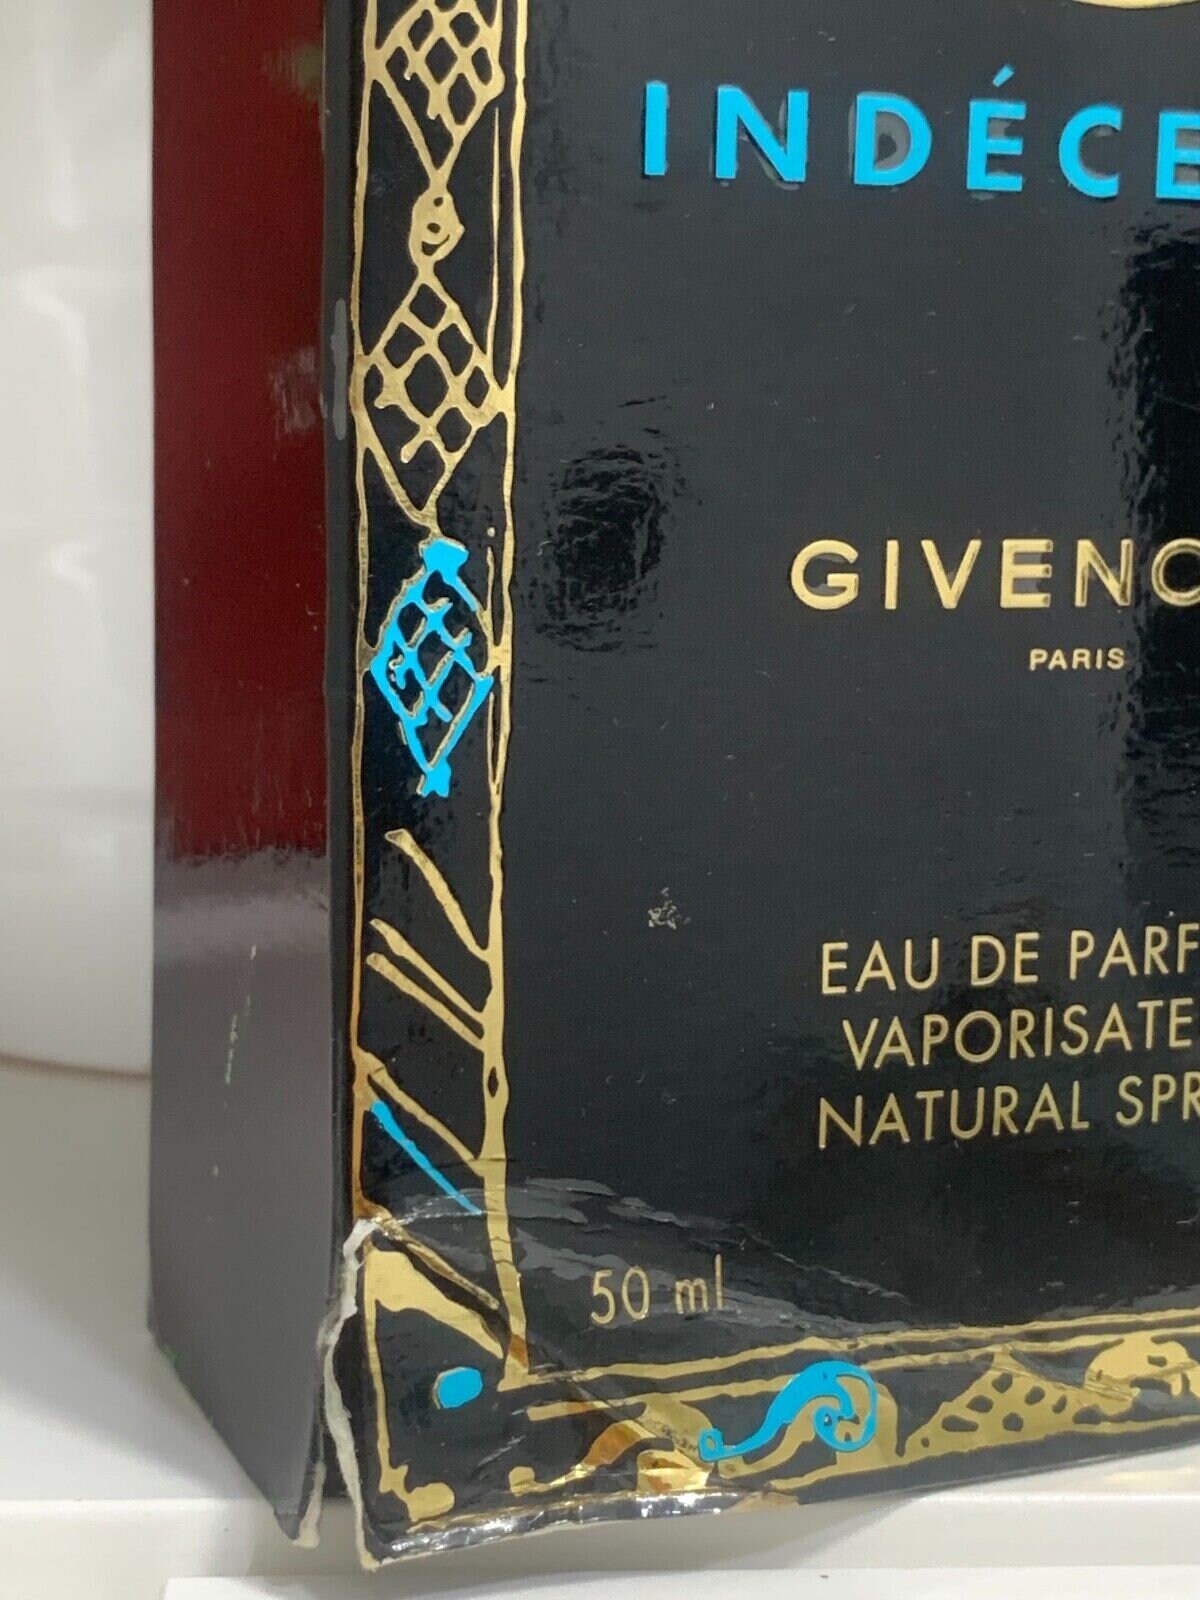 INDÉCE
GIVENC
PARIS
EAU DE PARF
VAPORISATE
NATURAL SPR
50 ml